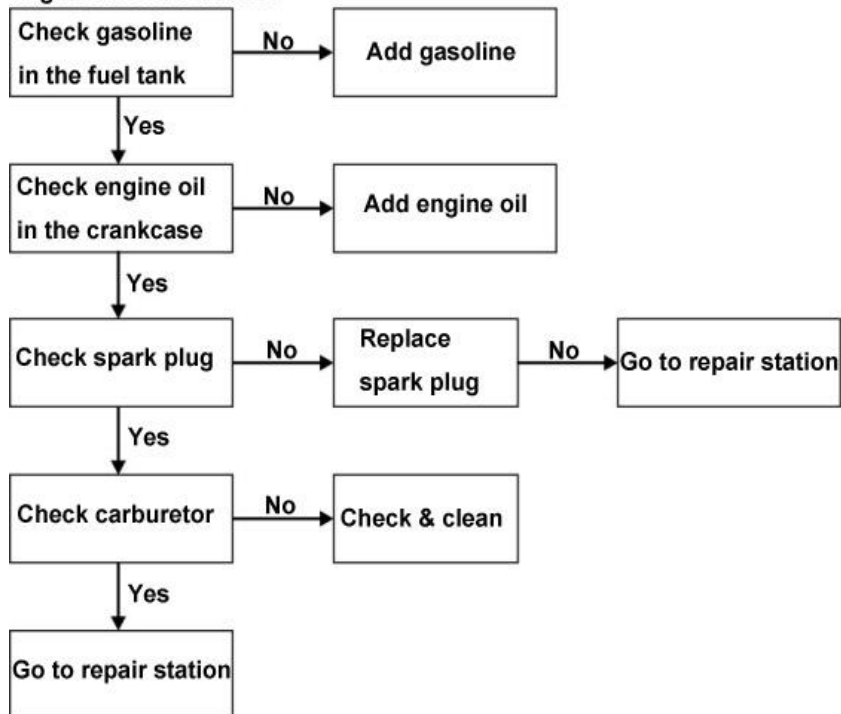 Check gasoline
in the fuel tank
No
Add gasoline
Yes
Check engine oil
in the crankcase
No
Add engine oil
Yes
Check spark plug
No
Replace
spark plug
No
Go to repair station
Yes
Check carburetor
No
Check & clean
Yes
Go to repair station